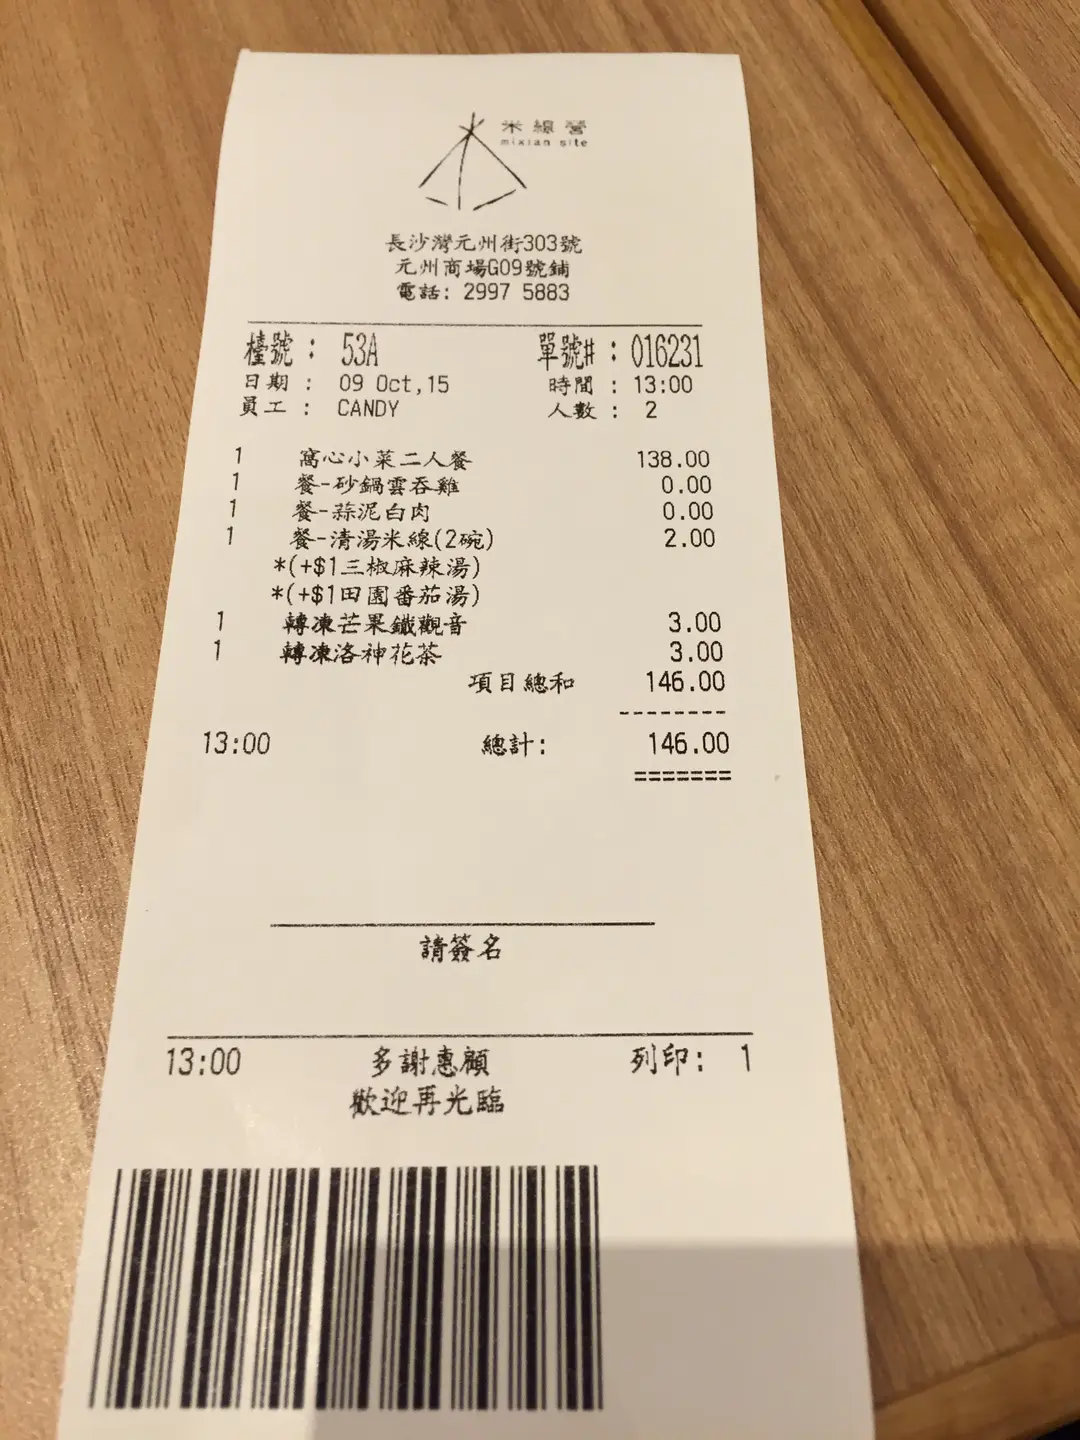 米線營
mixian site
長沙灣元州街303號
元州商場G09號鋪
電話: 2997 5883
檯號 : 53A 單號# : 016231
日期 : 09 Oct,15 時間 : 13:00
員工 : CANDY 人數 : 2
1 窩心小菜二人餐 138.00
1 餐-砂鍋雲吞雞 0.00
1 餐-蒜泥白肉 0.00
1 餐-清湯米線(2碗) 2.00
*(+$1三椒麻辣湯)
*(+$1田園番茄湯)
1 轉凍芒果鐵觀音 3.00
1 轉凍洛神花茶 3.00
項目總和 146.00
--------
13:00 總計: 146.00
=======
請簽名
13:00 多謝惠顧 列印: 1
歡迎再光臨